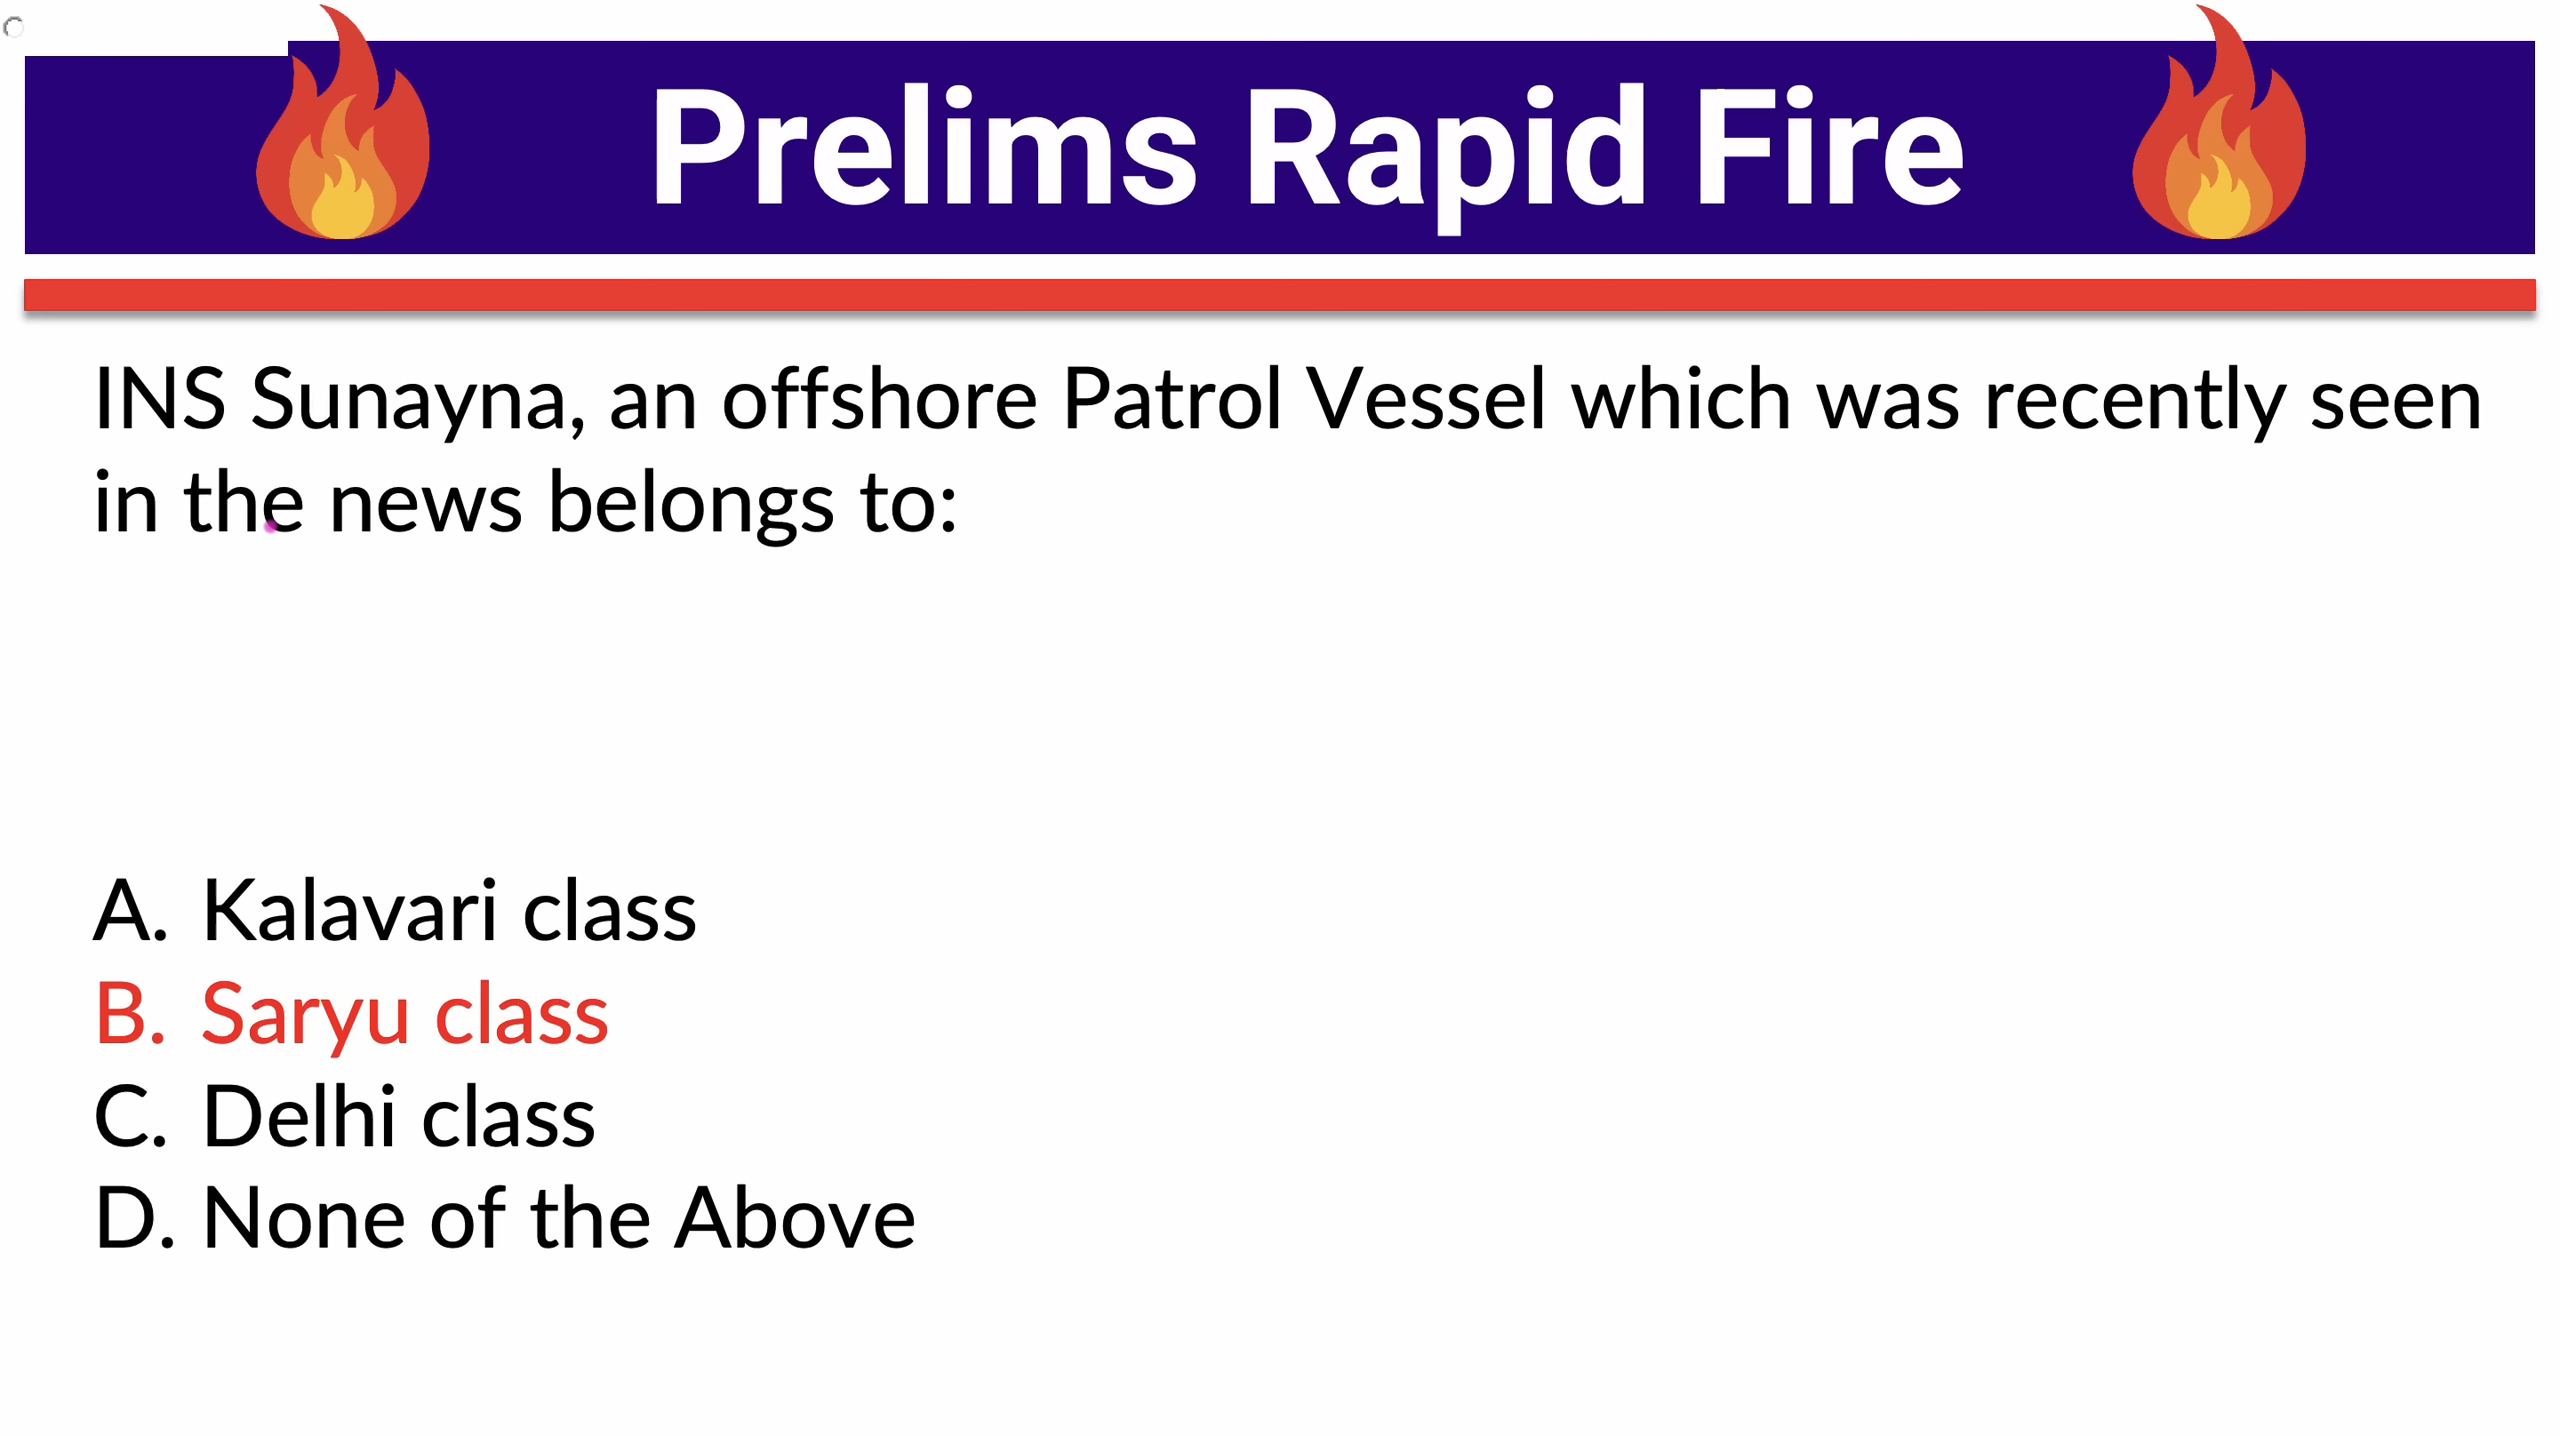 Prelims Rapid Fire
INS Sunayna, an offshore Patrol Vessel which was recently seen
in the news belongs to:
A. Kalavari class
B. Saryu class
C. Delhi class
D. None of the Above